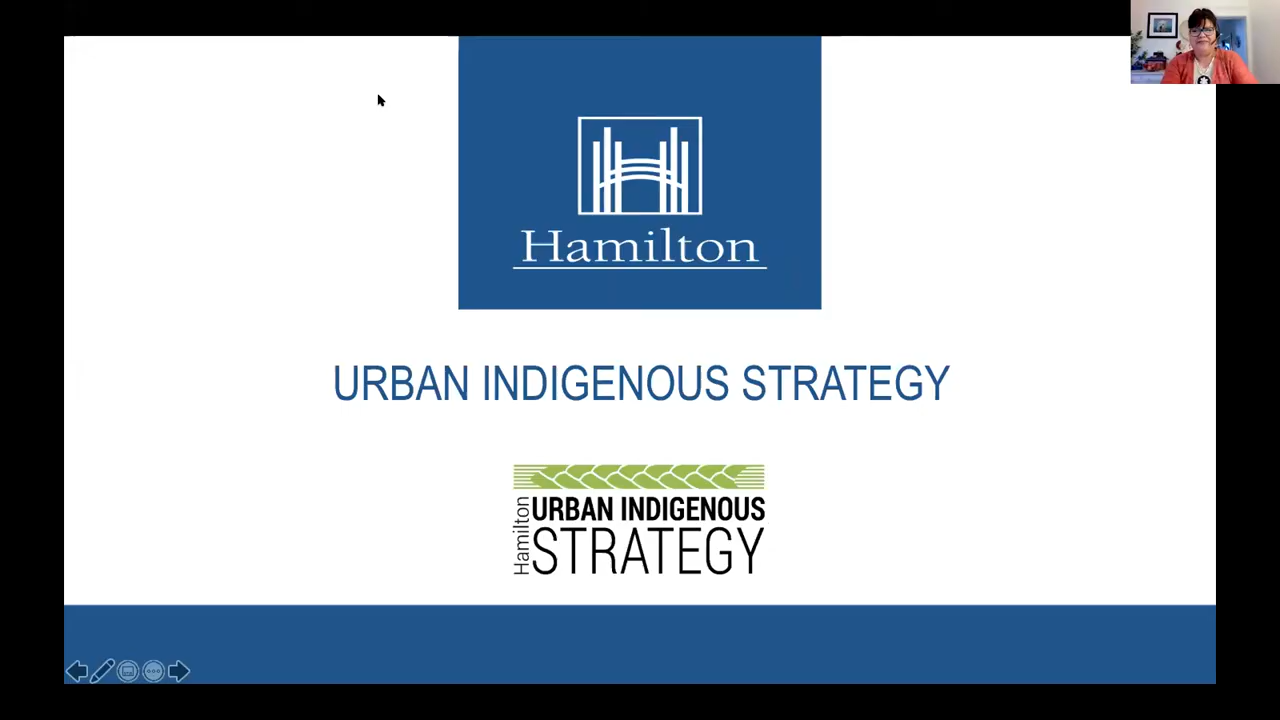 Hamilton
URBAN INDIGENOUS STRATEGY
Hamilton
URBAN INDIGENOUS
STRATEGY